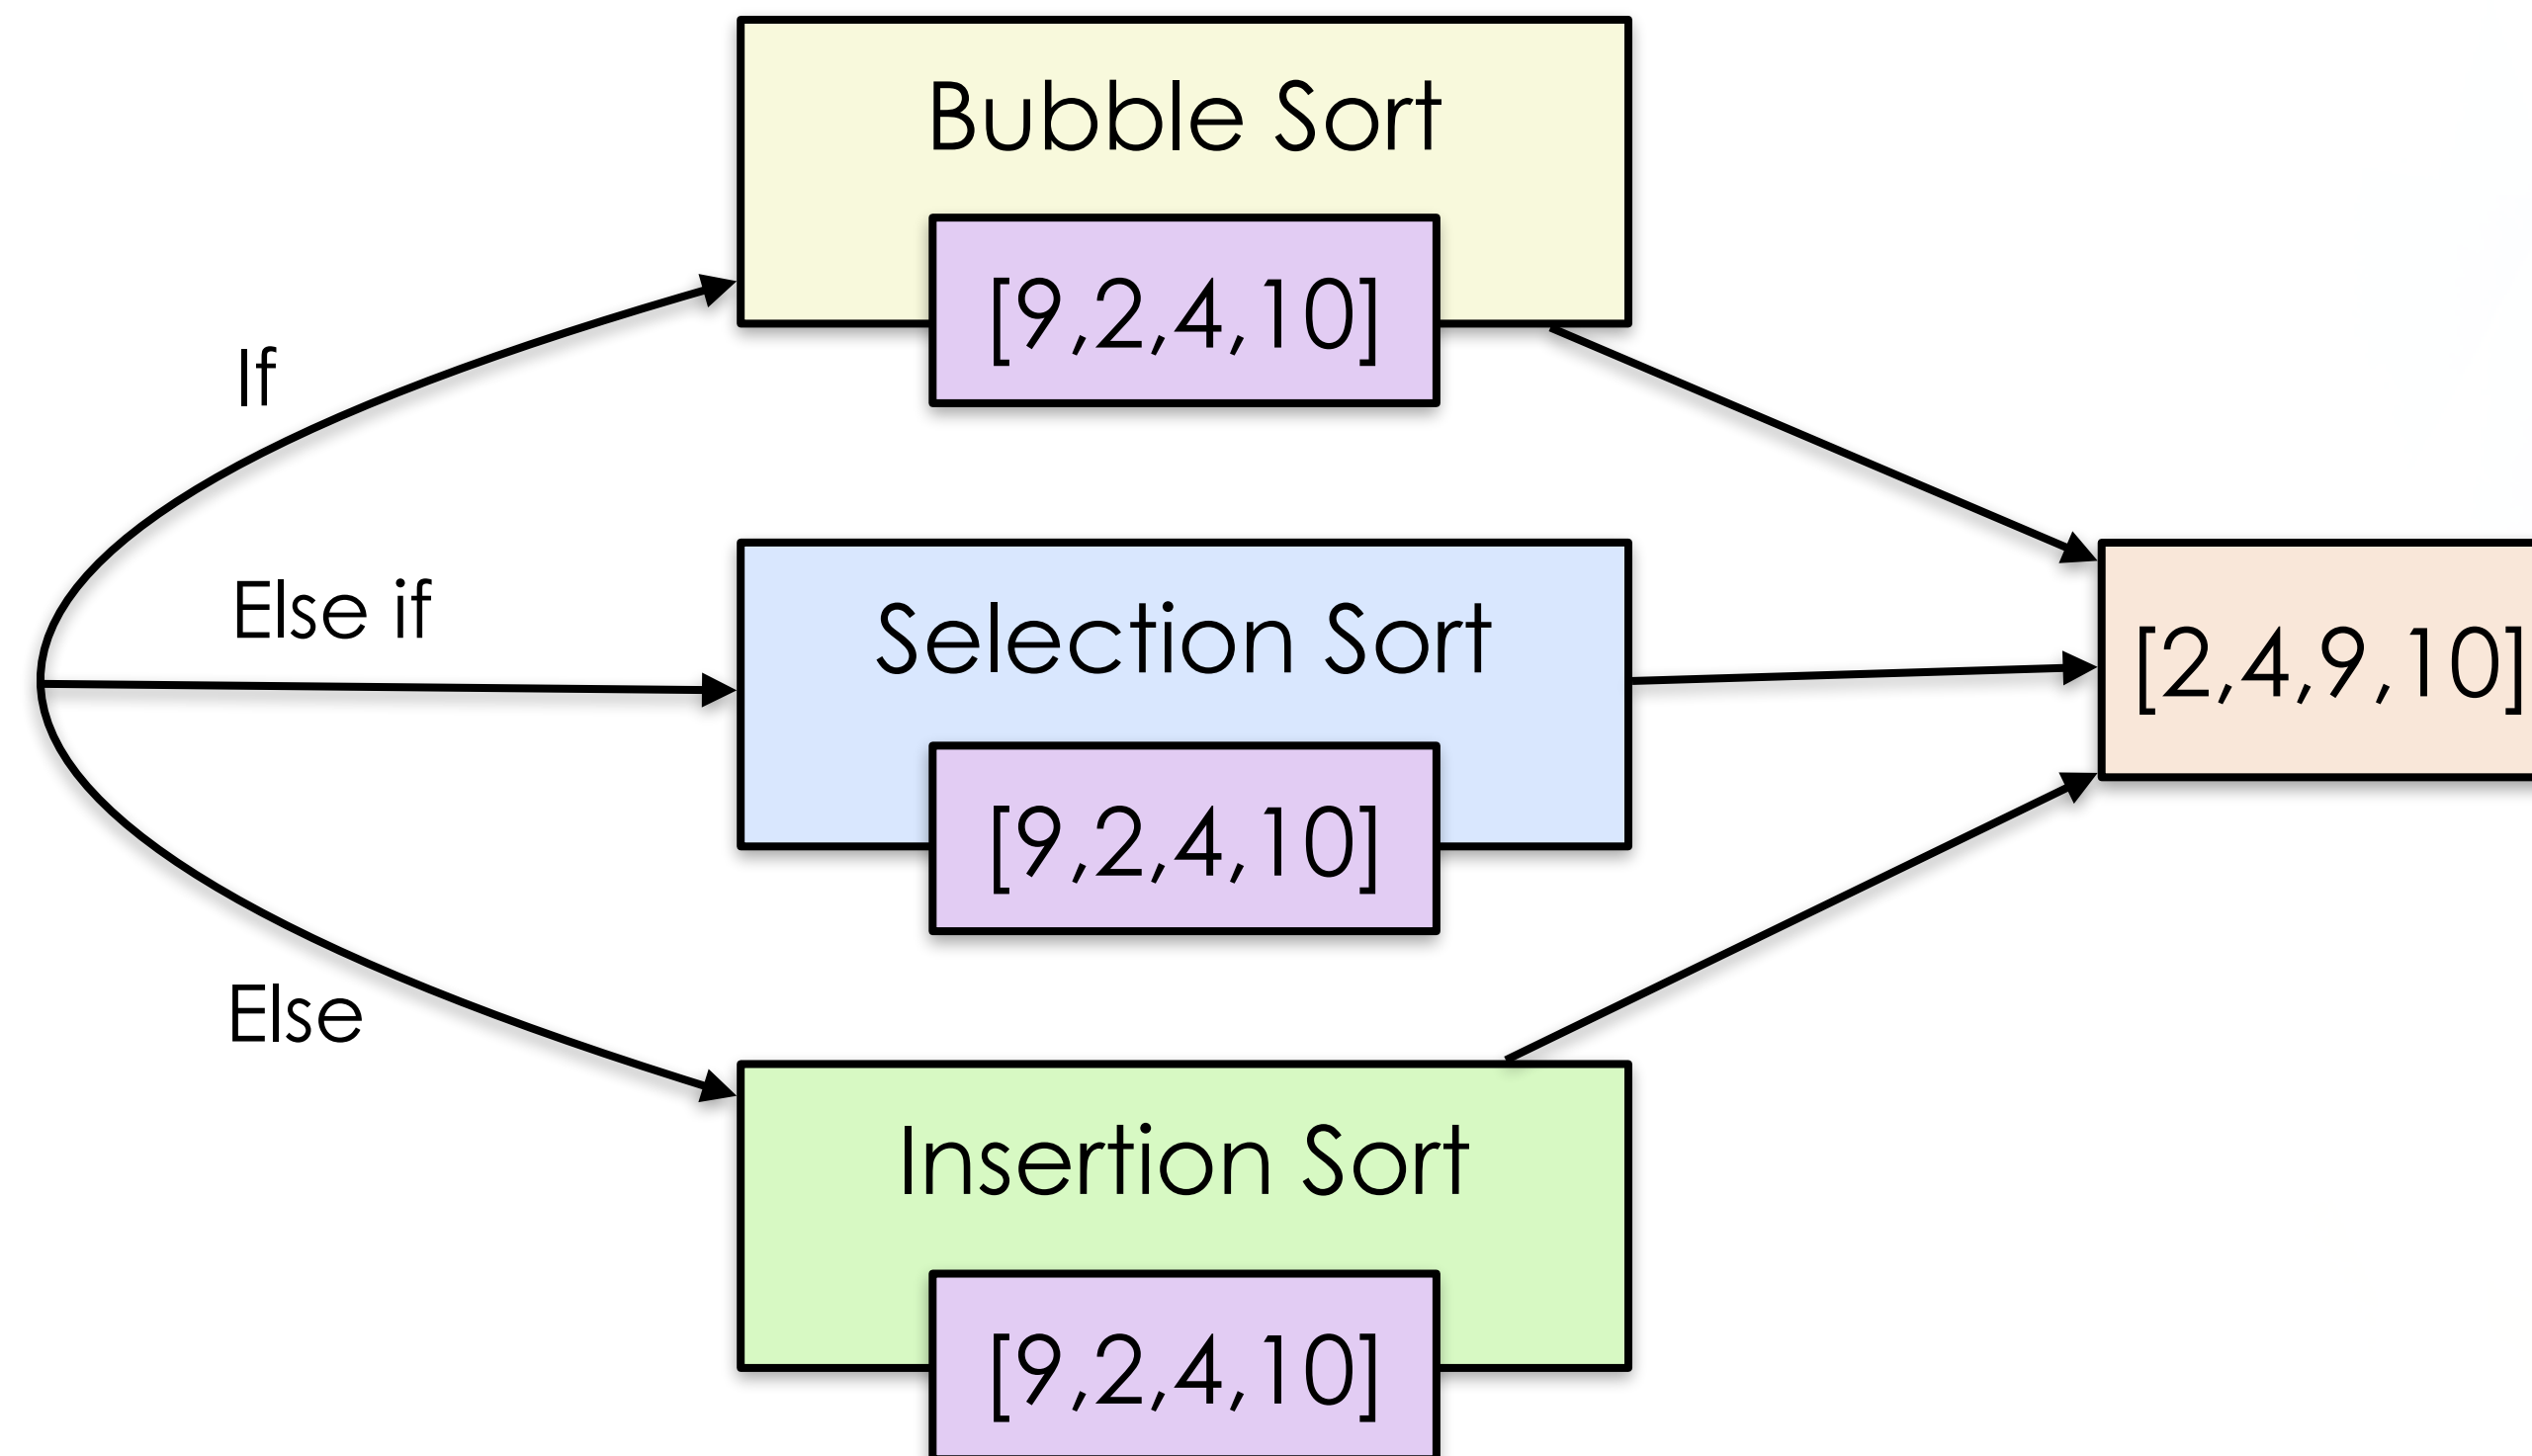 Bubble Sort
[9,2,4,10]
If
Else if
Selection Sort
[2,4,9,10]
[9,2,4,10]
Else
Insertion Sort
[9,2,4,10]